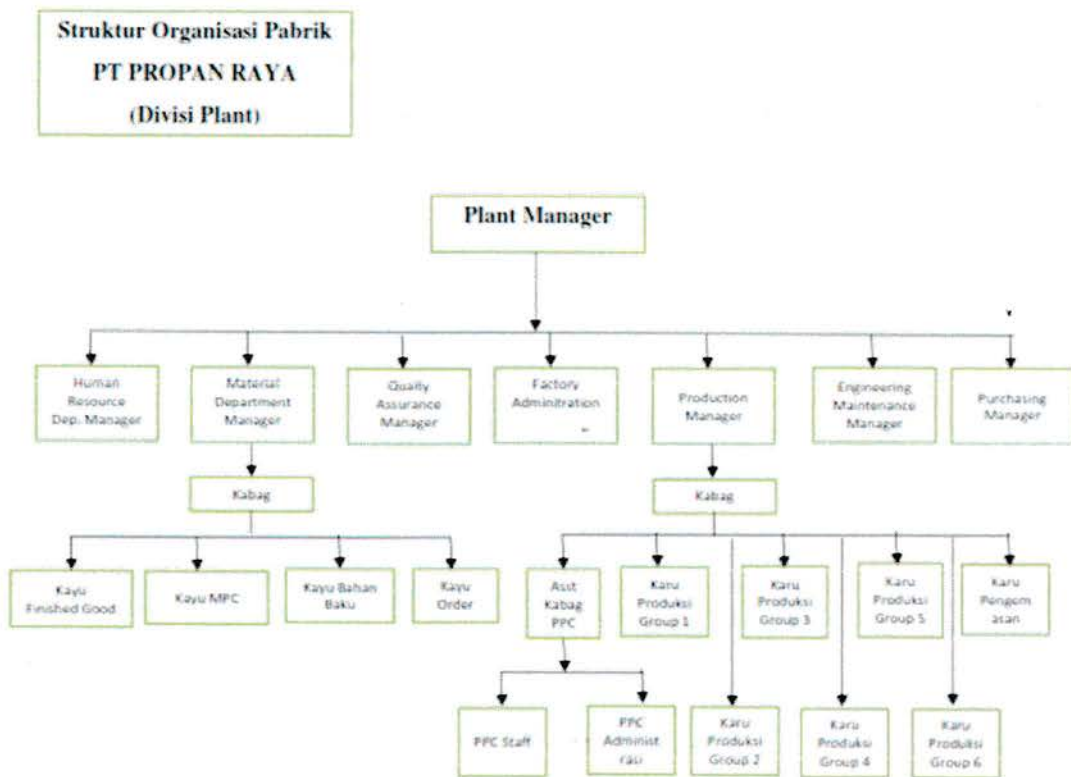 Struktur Organisasi Pabrik
PT PROPAN RAYA
(Divisi Plant)
Plant Manager
Human
Resource
Dep. Manager
Material
Department
Manager
Quality
Assurance
Manager
Factory
Adminitration
Production
Manager
Engineering
Maintenance
Manager
Purchasing
Manager
Kabag
Kabag
Kayu
Finished Good
Kayu MPC
Kayu Bahan
Baku
Kayu
Order
Asst
Kabag
PPC
Karu
Produksi
Group 1
Karu
Produksi
Group 3
Karu
Produksi
Group 5
Karu
Pengem
asan
PPC Staff
PPC
Administ
rasi
Karu
Produksi
Group 2
Karu
Produksi
Group 4
Karu
Produksi
Group 6